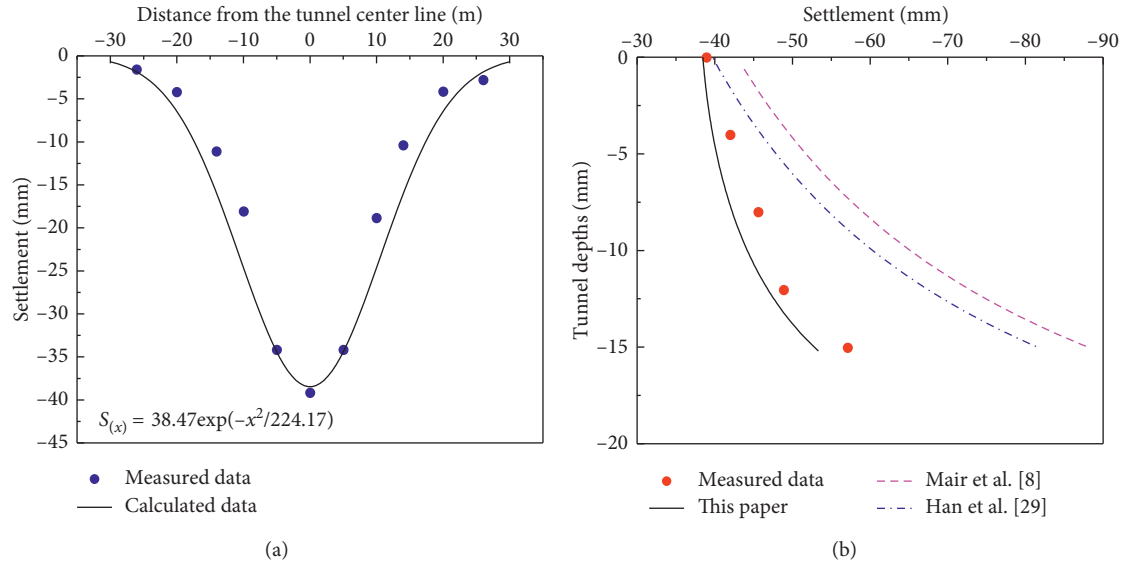 Distance from the tunnel center line (m)
−30 −20 −10 0 10 20 30
0
−5
−10
−15
−20
−25
−30
−35
−40
−45
Settlement (mm)
S(x) = 38.47exp(−x²/224.17)
Measured data
Calculated data
(a)
Settlement (mm)
−30 −40 −50 −60 −70 −80 −90
0
−5
−10
−15
−20
Tunnel depths (mm)
Measured data
This paper
Mair et al. [8]
Han et al. [29]
(b)